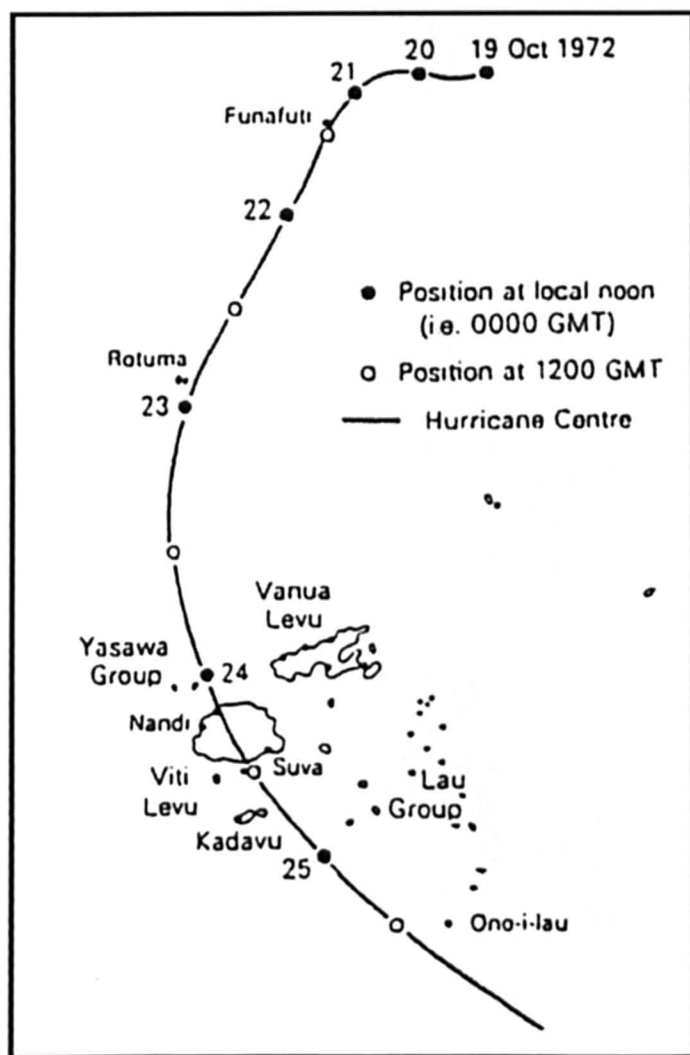 20 19 Oct 1972
21
Funafuti
22
● Position at local noon
(i e. 0000 GMT)
Rotuma
○ Position at 1200 GMT
23
— Hurricane Centre
Vanua
Levu
Yasawa
Group
24
Nandi
Suva
Viti
Levu
Lau
Group
Kadavu
25
Ono-i-lau